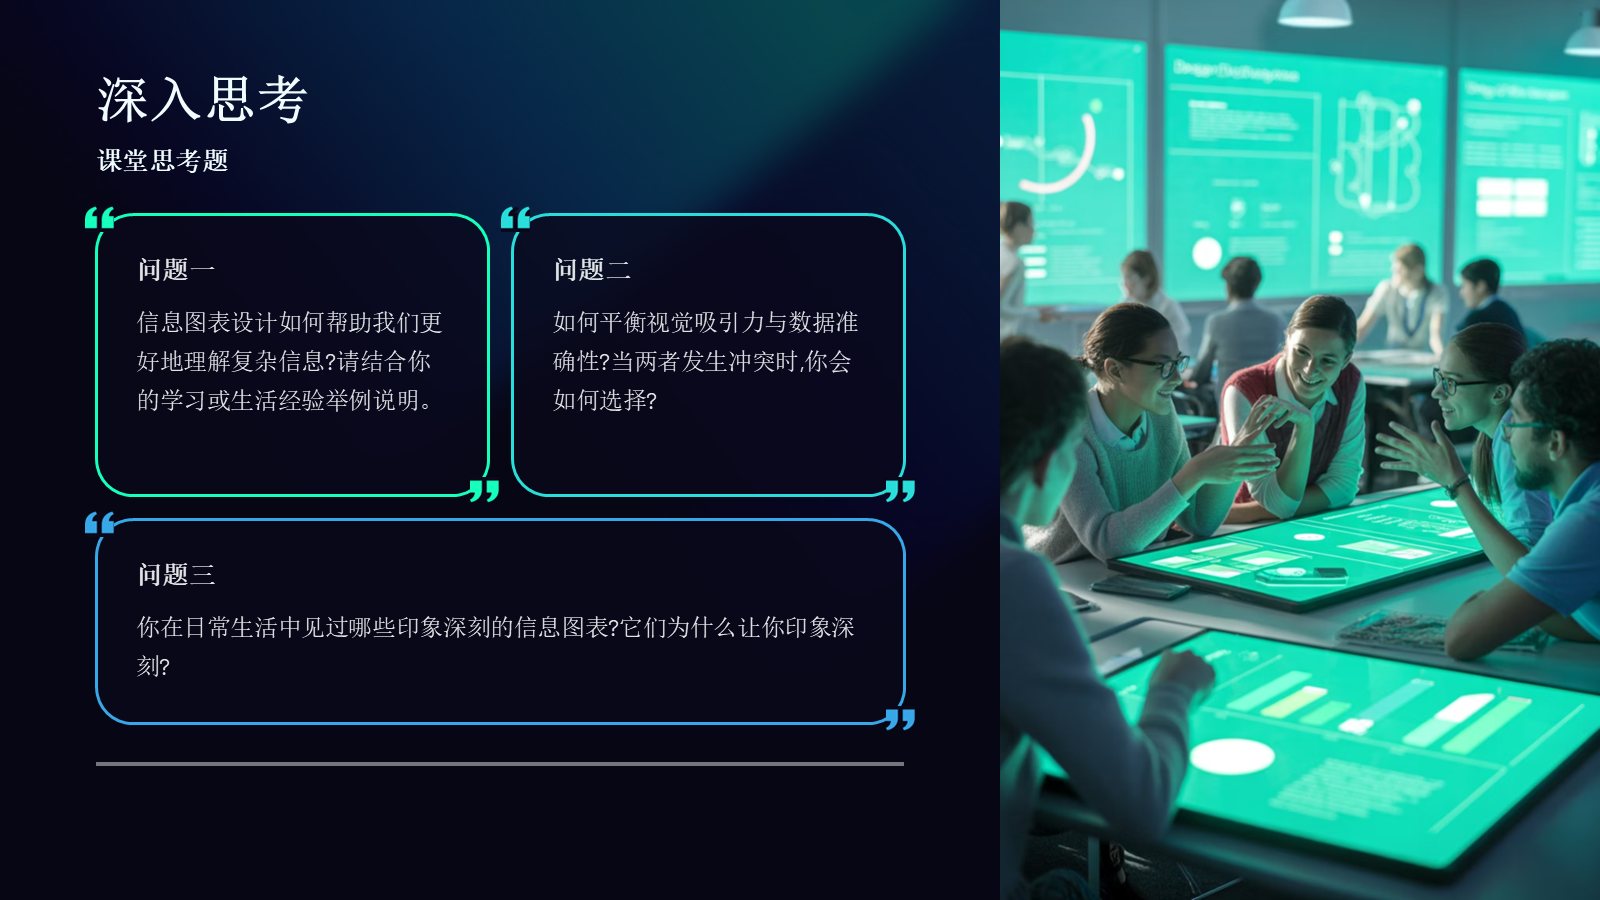 深入思考
课堂思考题
问题一
信息图表设计如何帮助我们更
好地理解复杂信息?请结合你
的学习或生活经验举例说明。
问题二
如何平衡视觉吸引力与数据准
确性?当两者发生冲突时,你会
如何选择?
问题三
你在日常生活中见过哪些印象深刻的信息图表?它们为什么让你印象深
刻?